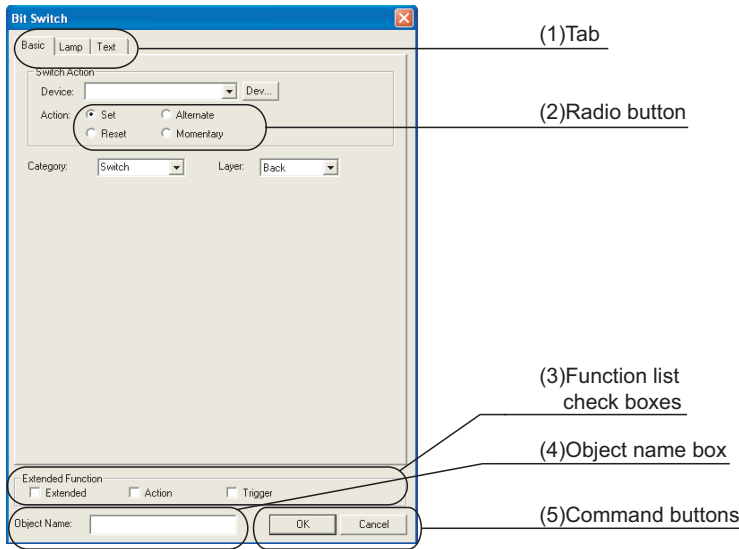 Bit Switch
(1)Tab
Basic Lamp Text
Switch Action
Device: Dev...
(2)Radio button
Action: Set Alternate
Reset Momentary
Category: Switch Layer: Back
(3)Function list
check boxes
(4)Object name box
Extended Function
Extended Action Trigger
(5)Command buttons
Object Name: OK Cancel